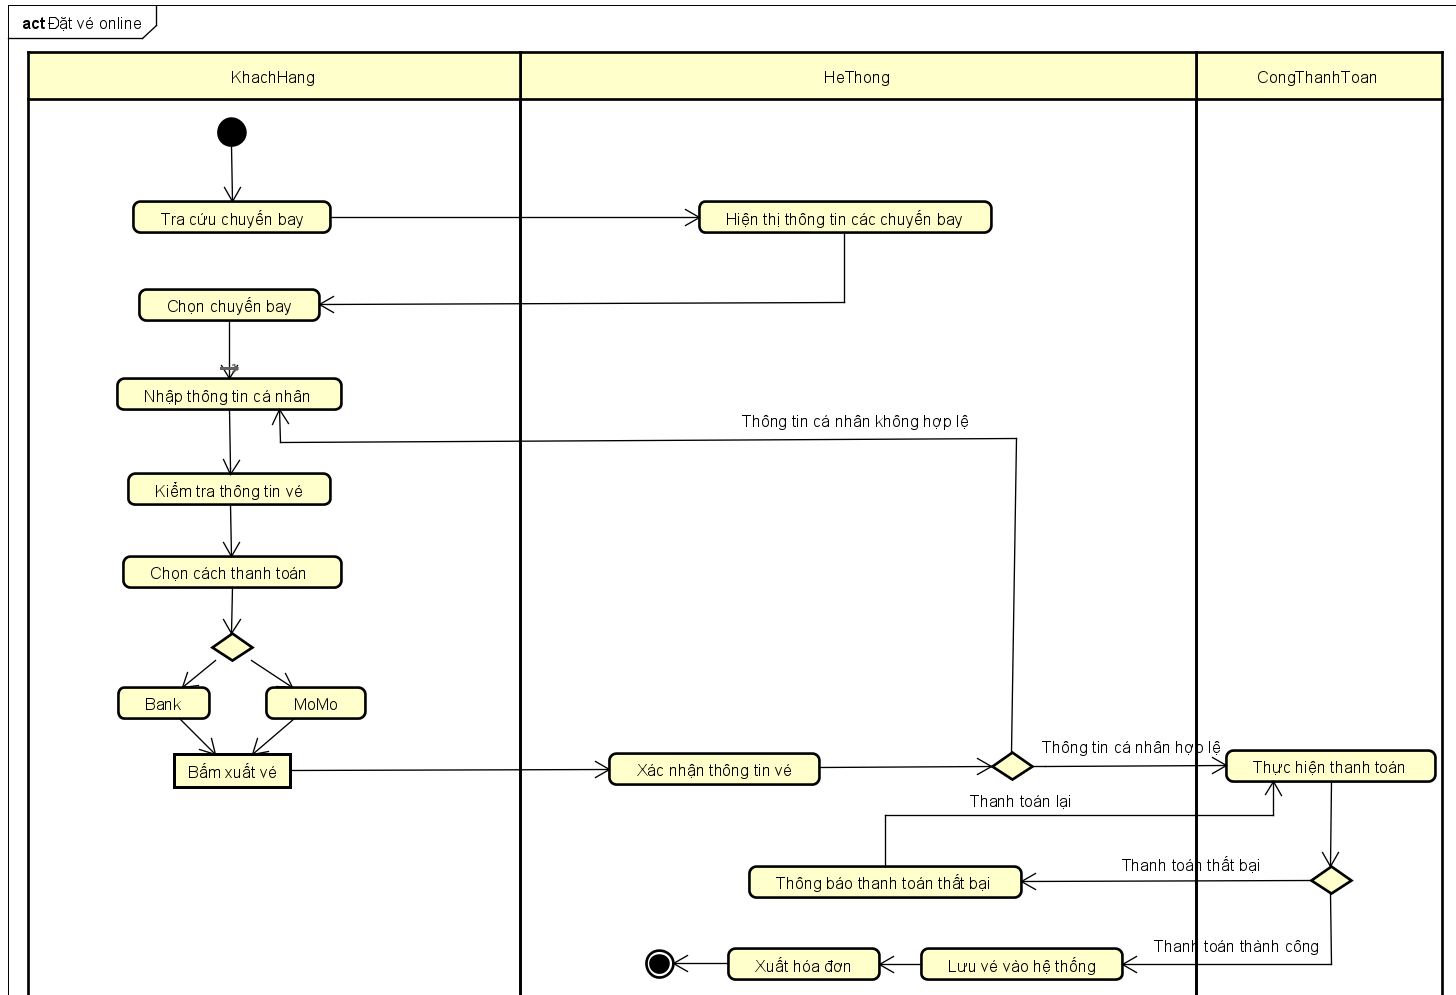 act Đặt vé online
KhachHang
HeThong
CongThanhToan
Tra cứu chuyến bay
Hiện thị thông tin các chuyến bay
Chọn chuyến bay
Nhập thông tin cá nhân
Thông tin cá nhân không hợp lệ
Kiểm tra thông tin vé
Chọn cách thanh toán
Bank
MoMo
Bấm xuất vé
Xác nhận thông tin vé
Thông tin cá nhân hợp lệ
Thực hiện thanh toán
Thanh toán lại
Thanh toán thất bại
Thông báo thanh toán thất bại
Thanh toán thành công
Xuất hóa đơn
Lưu vé vào hệ thống